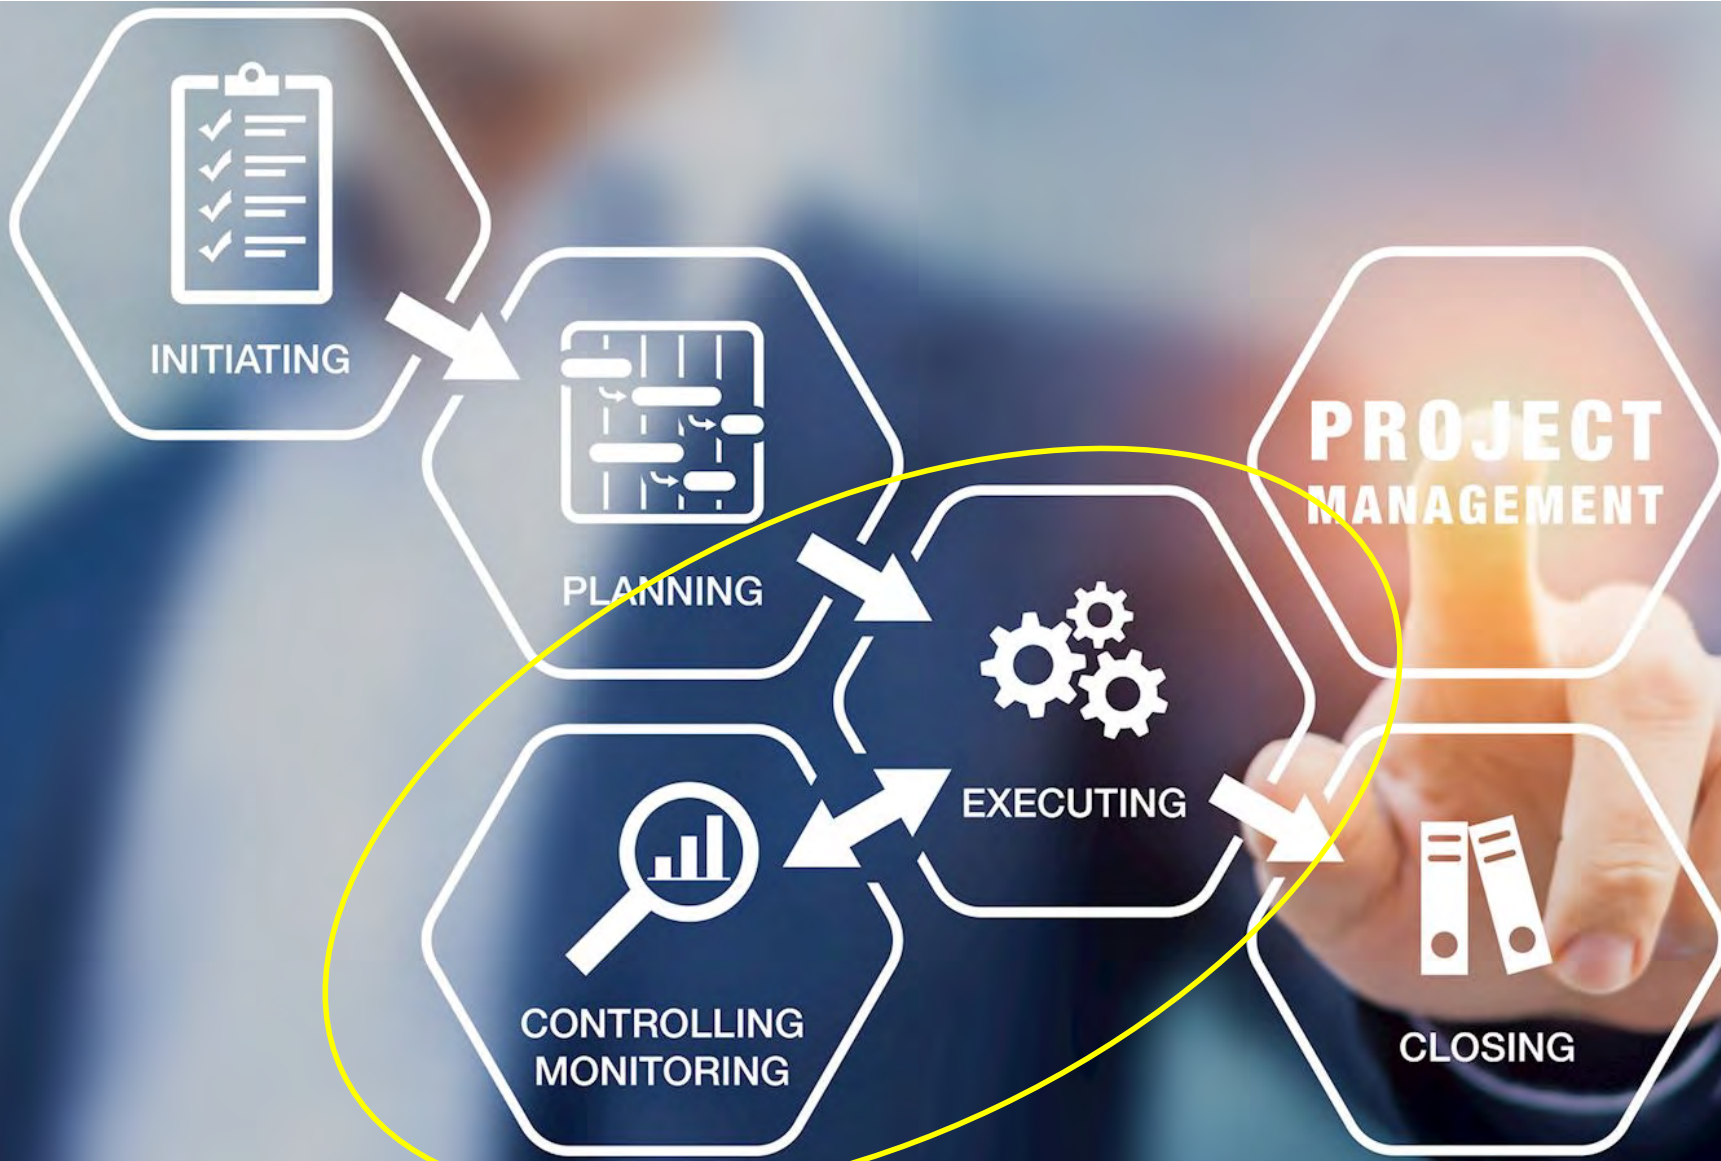 INITIATING
PLANNING
PROJECT
MANAGEMENT
EXECUTING
CONTROLLING
MONITORING
CLOSING